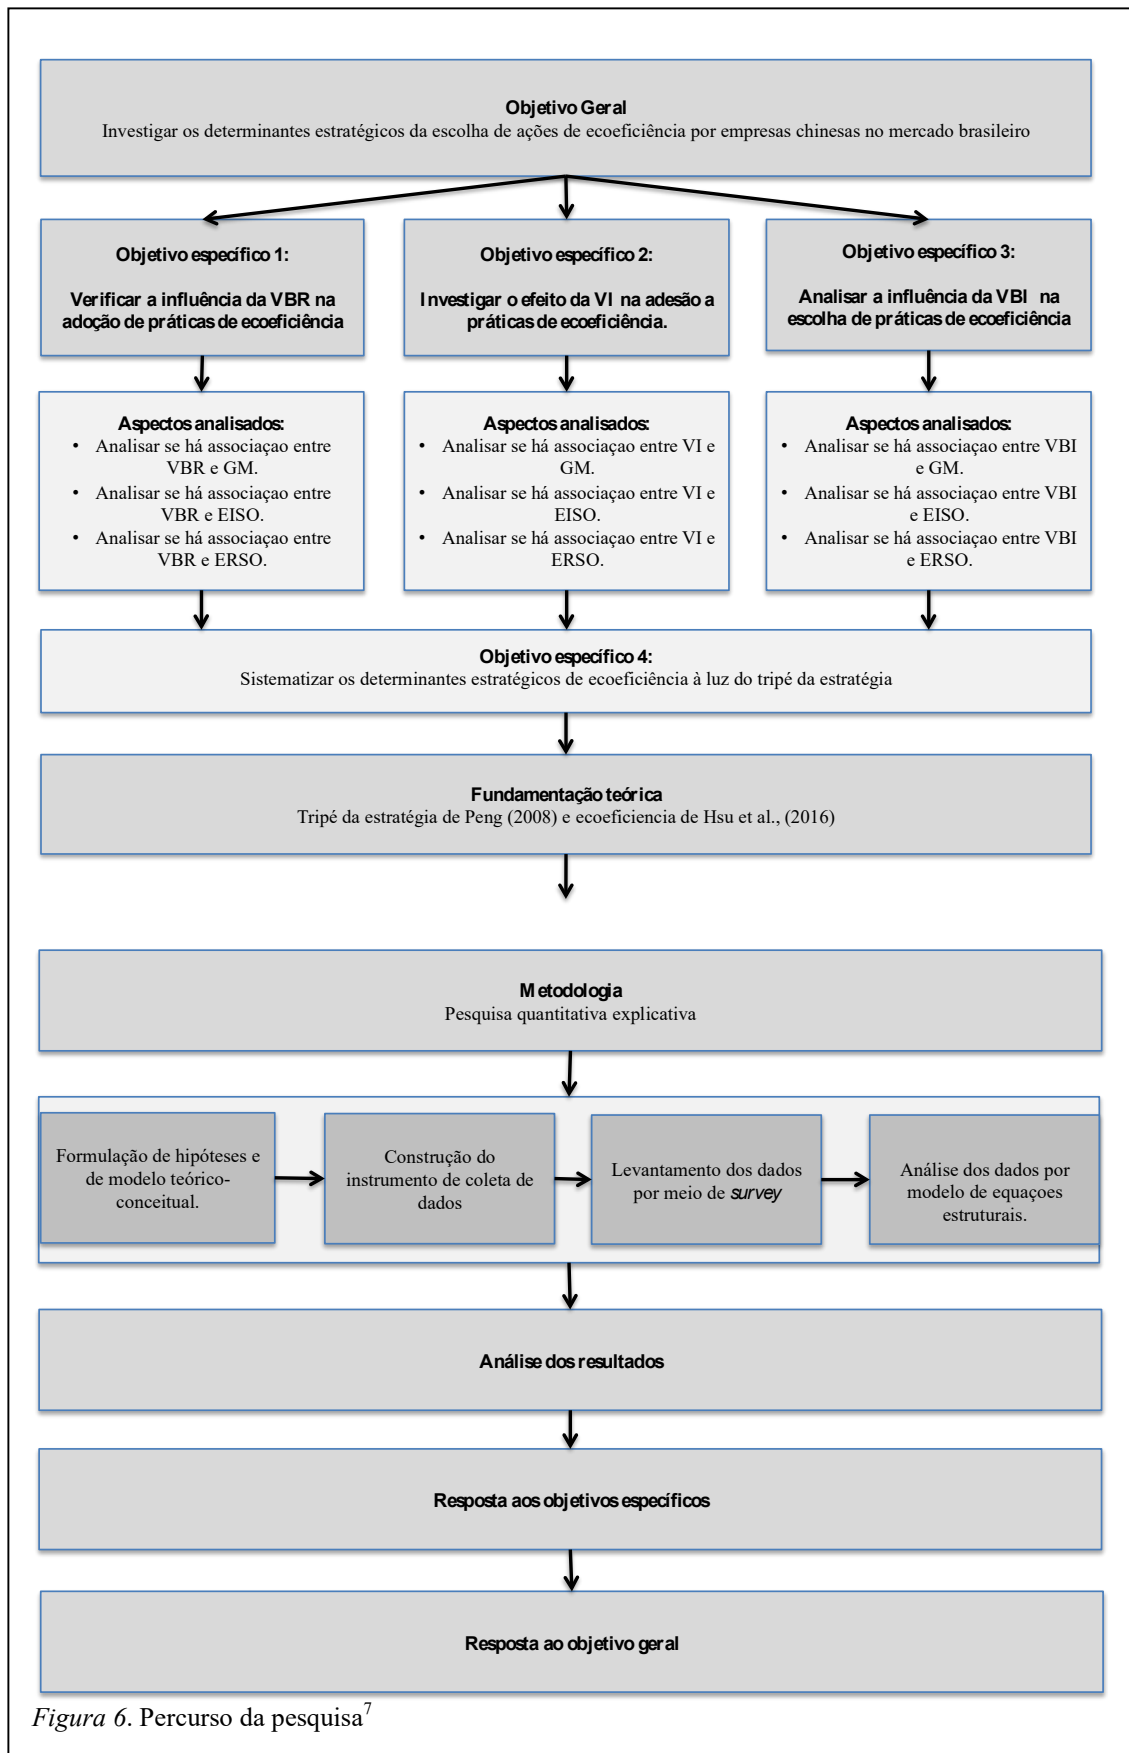 Objetivo Geral
Investigar os determinantes estratégicos da escolha de ações de ecoeficiência por empresas chinesas no mercado brasileiro
Objetivo específico 1:
Verificar a influência da VBR na
adoção de práticas de ecoeficiência
Objetivo específico 2:
Investigar o efeito da VI na adesão a
práticas de ecoeficiência.
Objetivo específico 3:
Analisar a influência da VBI na
escolha de práticas de ecoeficiência
Aspectos analisados:
• Analisar se há associaçao entre
VBR e GM.
• Analisar se há associaçao entre
VBR e EISO.
• Analisar se há associaçao entre
VBR e ERSO.
Aspectos analisados:
• Analisar se há associaçao entre VI e
GM.
• Analisar se há associaçao entre VI e
EISO.
• Analisar se há associaçao entre VI e
ERSO.
Aspectos analisados:
• Analisar se há associaçao entre VBI
e GM.
• Analisar se há associaçao entre VBI
e EISO.
• Analisar se há associaçao entre VBI
e ERSO.
Objetivo específico 4:
Sistematizar os determinantes estratégicos de ecoeficiência à luz do tripé da estratégia
Fundamentação teórica
Tripé da estratégia de Peng (2008) e ecoeficiencia de Hsu et al., (2016)
Metodologia
Pesquisa quantitativa explicativa
Formulação de hipóteses e
de modelo teórico-
conceitual.
Construção do
instrumento de coleta de
dados
Levantamento dos dados
por meio de survey
Análise dos dados por
modelo de equaçoes
estruturais.
Análise dos resultados
Resposta aos objetivos específicos
Resposta ao objetivo geral
Figura 6. Percurso da pesquisa⁷